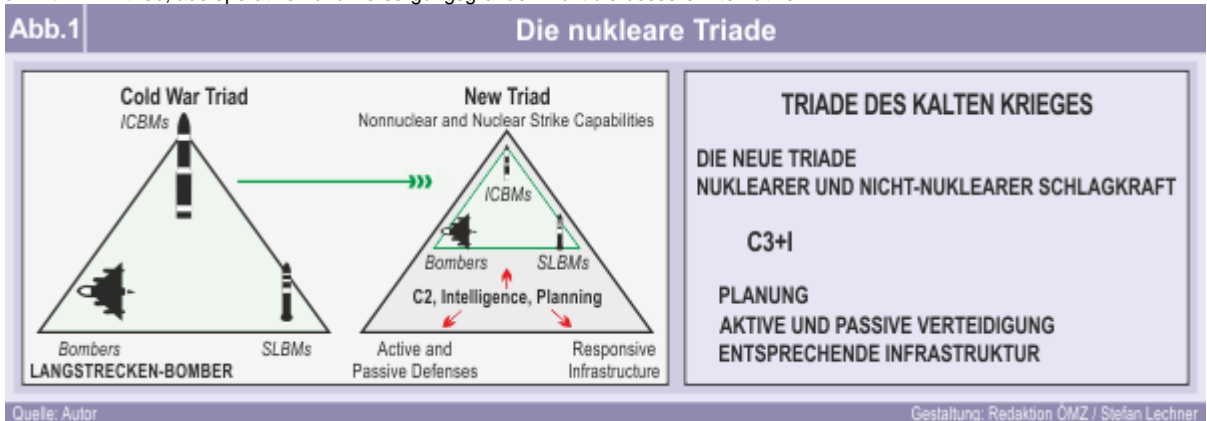 Abb.1
Die nukleare Triade
Cold War Triad
ICBMs
Bombers
SLBMs
LANGSTRECKEN-BOMBER
New Triad
Nonnuclear and Nuclear Strike Capabilities
ICBMs
Bombers
SLBMs
C2, Intelligence, Planning
Active and
Passive Defenses
Responsive
Infrastructure
TRIADE DES KALTEN KRIEGES
DIE NEUE TRIADE
NUKLEARER UND NICHT-NUKLEARER SCHLAGKRAFT
C3+I
PLANUNG
AKTIVE UND PASSIVE VERTEIDIGUNG
ENTSPRECHENDE INFRASTRUKTUR
Quelle: Autor
Gestaltung: Redaktion ÖMZ / Stefan Lechner